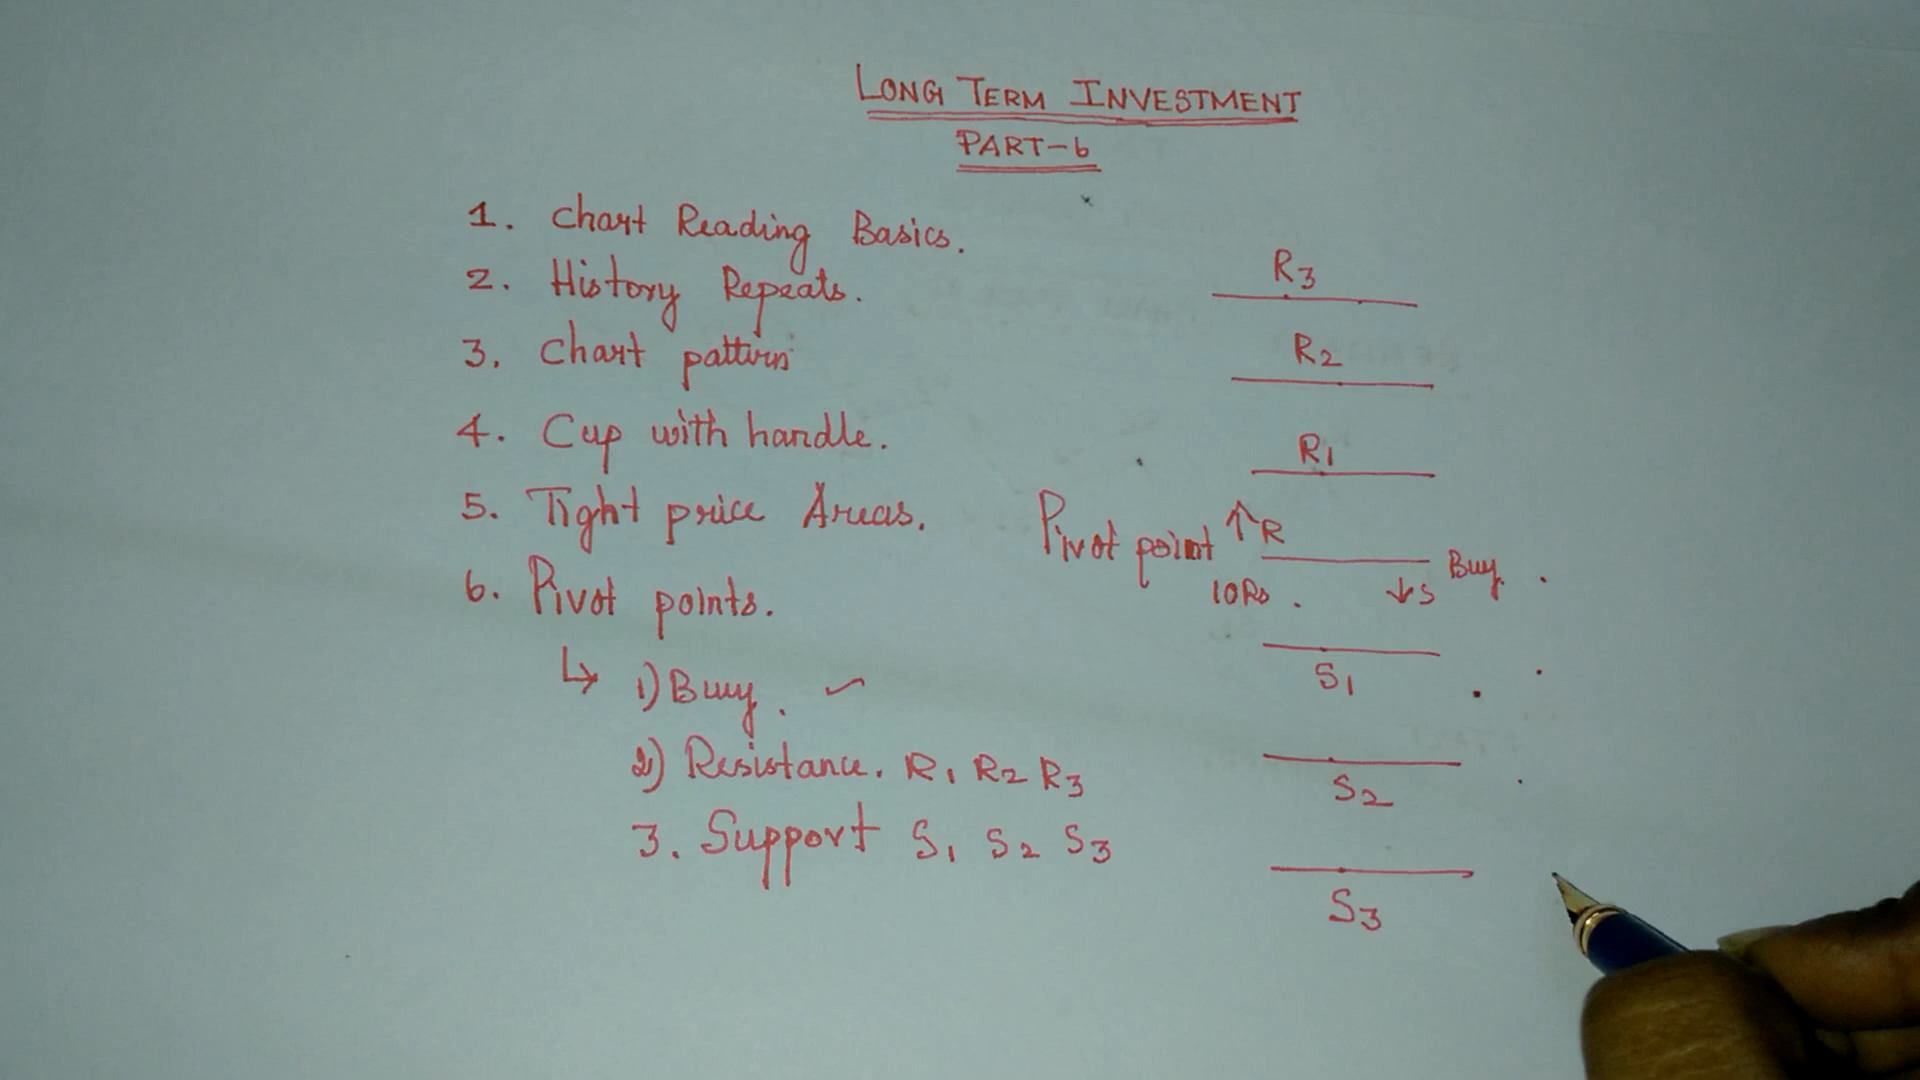 LONG TERM INVESTMENT
PART-6
1. Chart Reading Basics.
2. History Repeats.
3. Chart pattern
4. Cup with handle.
5. Tight price Areas.
6. Pivot points.
↳ 1) Buy.
2) Resistance. R1 R2 R3
3. Support S1 S2 S3
R3
R2
R1
Pivot point ↑R
Buy.
10Rs. ↓S
S1
S2
S3